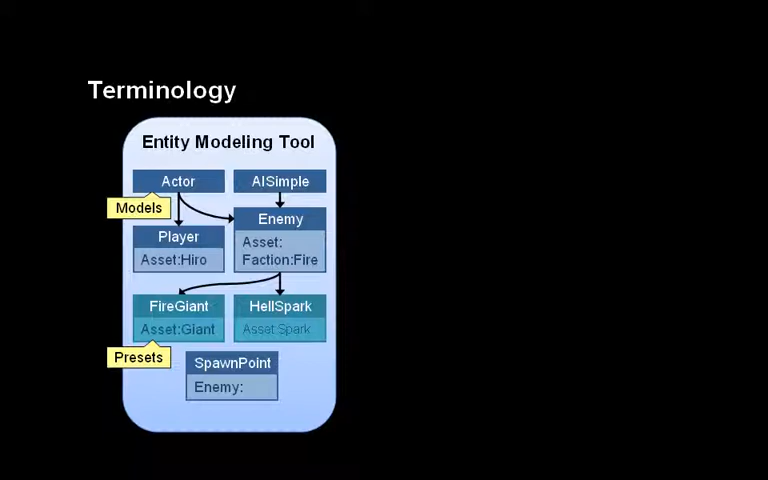 Terminology
Entity Modeling Tool
Actor
AISimple
Models
Player
Asset:Hiro
Enemy
Asset:
Faction:Fire
FireGiant
Asset:Giant
HellSpark
Asset:Spark
Presets
SpawnPoint
Enemy: